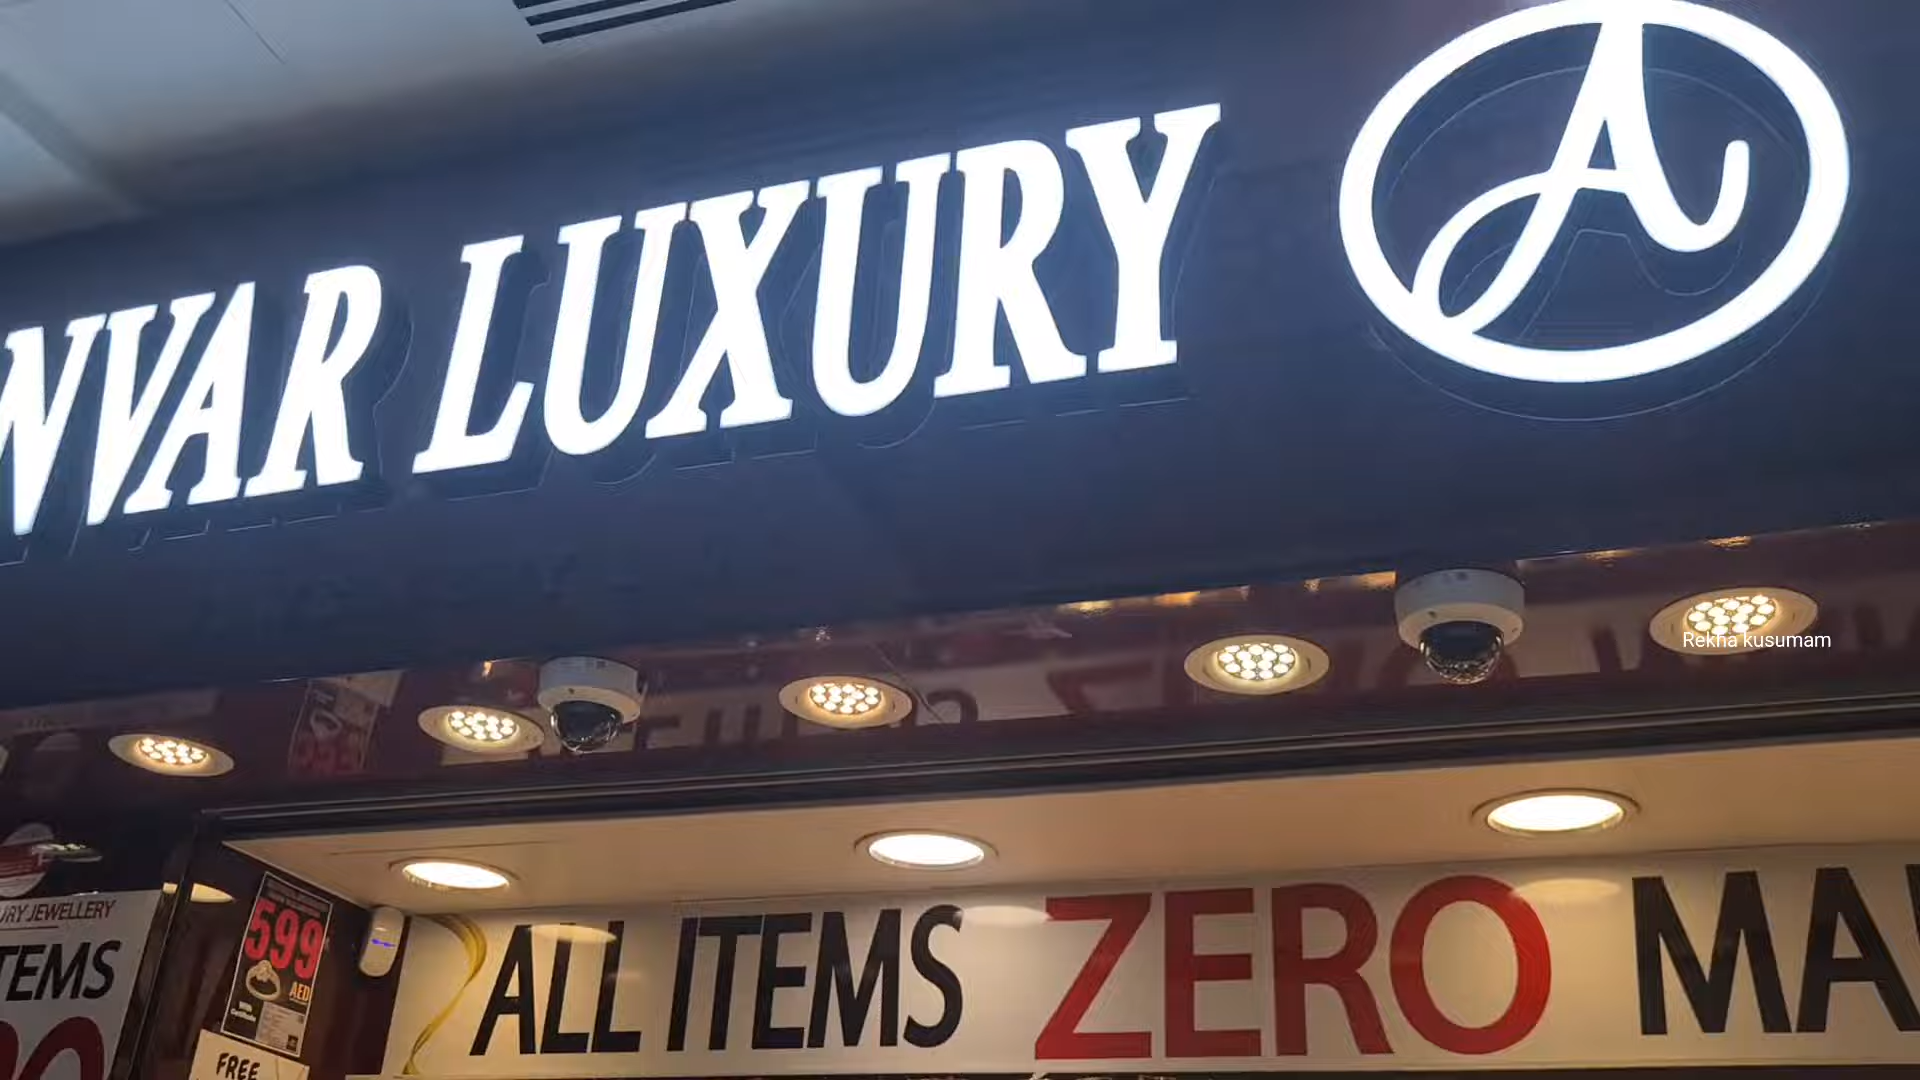 NVAR LUXURY
A
Rekha kusumam
ALL ITEMS ZERO MA
URY JEWELLERY
TEMS
599
AED
FREE